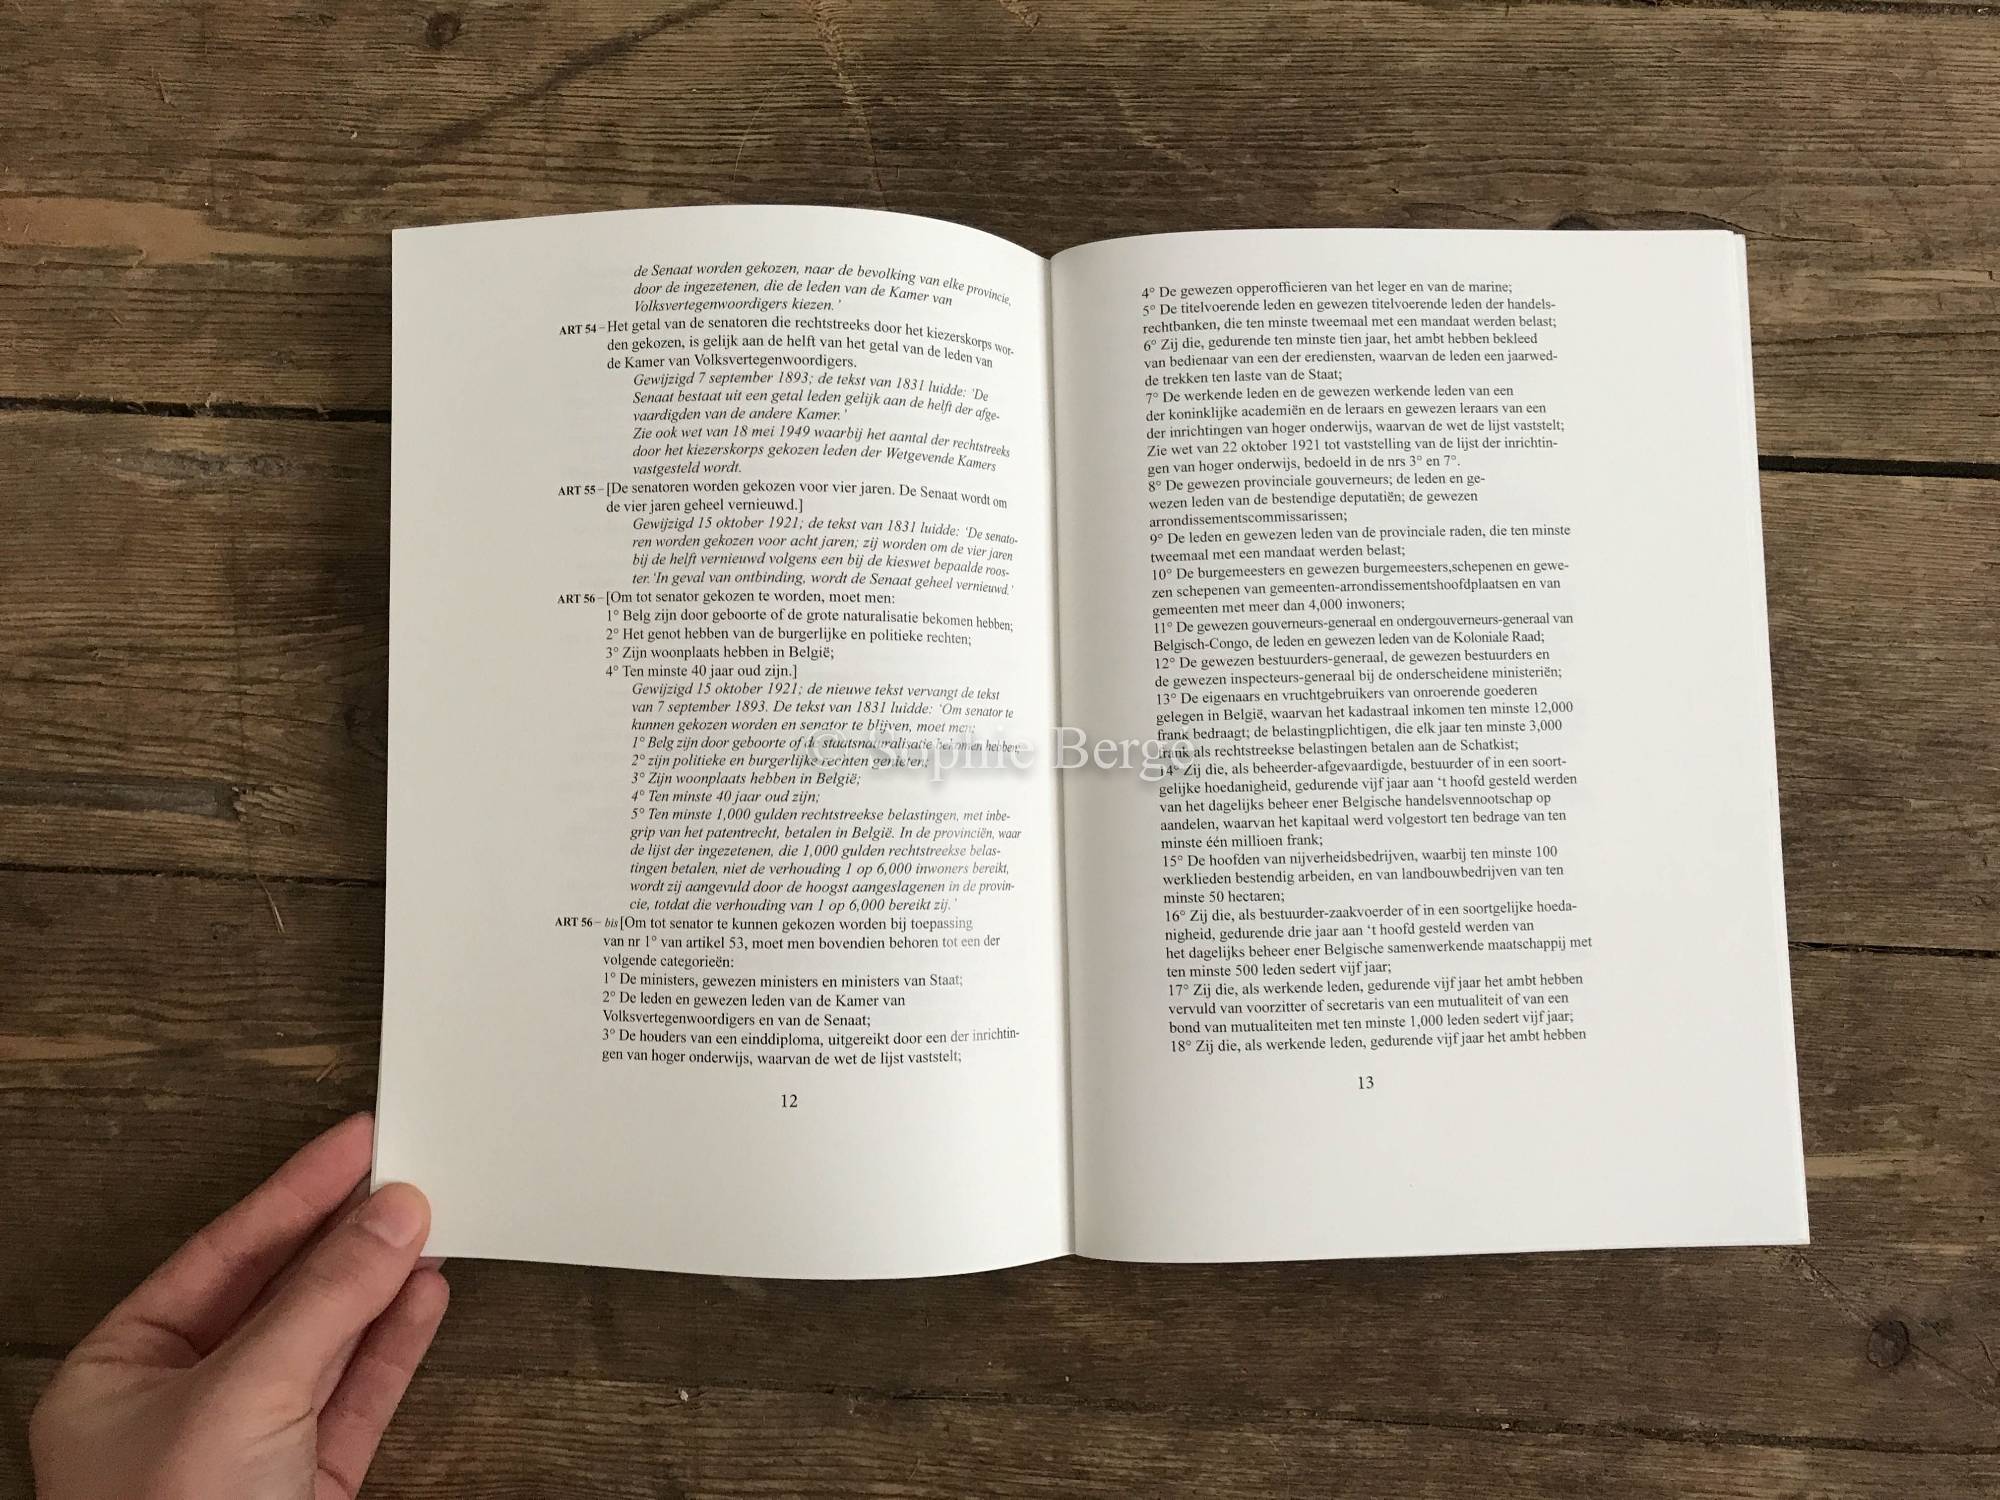 de Senaat worden gekozen, naar de bevolking van elke provincie,
door de ingezetenen, die de leden van de Kamer van
Volksvertegenwoordigers kiezen.'
ART 54 – Het getal van de senatoren die rechtstreeks door het kiezerskorps wor-
den gekozen, is gelijk aan de helft van het getal van de leden van
de Kamer van Volksvertegenwoordigers.
Gewijzigd 7 september 1893; de tekst van 1831 luidde: 'De
Senaat bestaat uit een getal leden gelijk aan de helft der afge-
vaardigden van de andere Kamer.'
Zie ook wet van 18 mei 1949 waarbij het aantal der rechtstreeks
door het kiezerskorps gekozen leden der Wetgevende Kamers
vastgesteld wordt.
ART 55 – [De senatoren worden gekozen voor vier jaren. De Senaat wordt om
de vier jaren geheel vernieuwd.]
Gewijzigd 15 oktober 1921; de tekst van 1831 luidde: 'De senato-
ren worden gekozen voor acht jaren; zij worden om de vier jaren
bij de helft vernieuwd volgens een bij de kieswet bepaalde roos-
ter. 'In geval van ontbinding, wordt de Senaat geheel vernieuwd.'
ART 56 – [Om tot senator gekozen te worden, moet men:
1° Belg zijn door geboorte of de grote naturalisatie bekomen hebben;
2° Het genot hebben van de burgerlijke en politieke rechten;
3° Zijn woonplaats hebben in België;
4° Ten minste 40 jaar oud zijn.]
Gewijzigd 15 oktober 1921; de nieuwe tekst vervangt de tekst
van 7 september 1893. De tekst van 1831 luidde: 'Om senator te
kunnen gekozen worden en senator te blijven, moet men:
1° Belg zijn door geboorte of de staatsnaturalisatie bekomen hebben;
2° zijn politieke en burgerlijke rechten genieten;
3° Zijn woonplaats hebben in België;
4° Ten minste 40 jaar oud zijn;
5° Ten minste 1,000 gulden rechtstreekse belastingen, met inbe-
grip van het patentrecht, betalen in België. In de provinciën, waar
de lijst der ingezetenen, die 1,000 gulden rechtstreekse belas-
tingen betalen, niet de verhouding 1 op 6,000 inwoners bereikt,
wordt zij aangevuld door de hoogst aangeslagenen in de provin-
cie, totdat die verhouding van 1 op 6,000 bereikt zij.'
ART 56 – bis [Om tot senator te kunnen gekozen worden bij toepassing
van nr 1° van artikel 53, moet men bovendien behoren tot een der
volgende categorieën:
1° De ministers, gewezen ministers en ministers van Staat;
2° De leden en gewezen leden van de Kamer van
Volksvertegenwoordigers en van de Senaat;
3° De houders van een einddiploma, uitgereikt door een der inrichtin-
gen van hoger onderwijs, waarvan de wet de lijst vaststelt;
12
4° De gewezen opperofficieren van het leger en van de marine;
5° De titelvoerende leden en gewezen titelvoerende leden der handels-
rechtbanken, die ten minste tweemaal met een mandaat werden belast;
6° Zij die, gedurende ten minste tien jaar, het ambt hebben bekleed
van bedienaar van een der erediensten, waarvan de leden een jaarwed-
de trekken ten laste van de Staat;
7° De werkende leden en de gewezen werkende leden van een
der koninklijke academiën en de leraars en gewezen leraars van een
der inrichtingen van hoger onderwijs, waarvan de wet de lijst vaststelt;
Zie wet van 22 oktober 1921 tot vaststelling van de lijst der inrichtin-
gen van hoger onderwijs, bedoeld in de nrs 3° en 7°.
8° De gewezen provinciale gouverneurs; de leden en ge-
wezen leden van de bestendige deputatiën; de gewezen
arrondissementscommissarissen;
9° De leden en gewezen leden van de provinciale raden, die ten minste
tweemaal met een mandaat werden belast;
10° De burgemeesters en gewezen burgemeesters,schepenen en gewe-
zen schepenen van gemeenten-arrondissementshoofdplaatsen en van
gemeenten met meer dan 4,000 inwoners;
11° De gewezen gouverneurs-generaal en ondergouverneurs-generaal van
Belgisch-Congo, de leden en gewezen leden van de Koloniale Raad;
12° De gewezen bestuurders-generaal, de gewezen bestuurders en
de gewezen inspecteurs-generaal bij de onderscheidene ministeriën;
13° De eigenaars en vruchtgebruikers van onroerende goederen
gelegen in België, waarvan het kadastraal inkomen ten minste 12,000
frank bedraagt; de belastingplichtigen, die elk jaar ten minste 3,000
frank als rechtstreekse belastingen betalen aan de Schatkist;
14° Zij die, als beheerder-afgevaardigd, bestuurder of in een soort-
gelijke hoedanigheid, gedurende vijf jaar aan 't hoofd gesteld werden
van het dagelijks beheer ener Belgische handelsvennootschap op
aandelen, waarvan het kapitaal werd volgestort ten bedrage van ten
minste één millioen frank;
15° De hoofden van nijverheidsbedrijven, waarbij ten minste 100
werklieden bestendig arbeiden, en van landbouwbedrijven van ten
minste 50 hectaren;
16° Zij die, als bestuurder-zaakvoerder of in een soortgelijke hoeda-
nigheid, gedurende drie jaar aan 't hoofd gesteld werden van
het dagelijks beheer ener Belgische samenwerkende maatschappij met
ten minste 500 leden sedert vijf jaar;
17° Zij die, als werkende leden, gedurende vijf jaar het ambt hebben
vervuld van voorzitter of secretaris van een mutualiteit of van een
bond van mutualiteiten met ten minste 1,000 leden sedert vijf jaar;
18° Zij die, als werkende leden, gedurende vijf jaar het ambt hebben
13
© Sophie Bergé